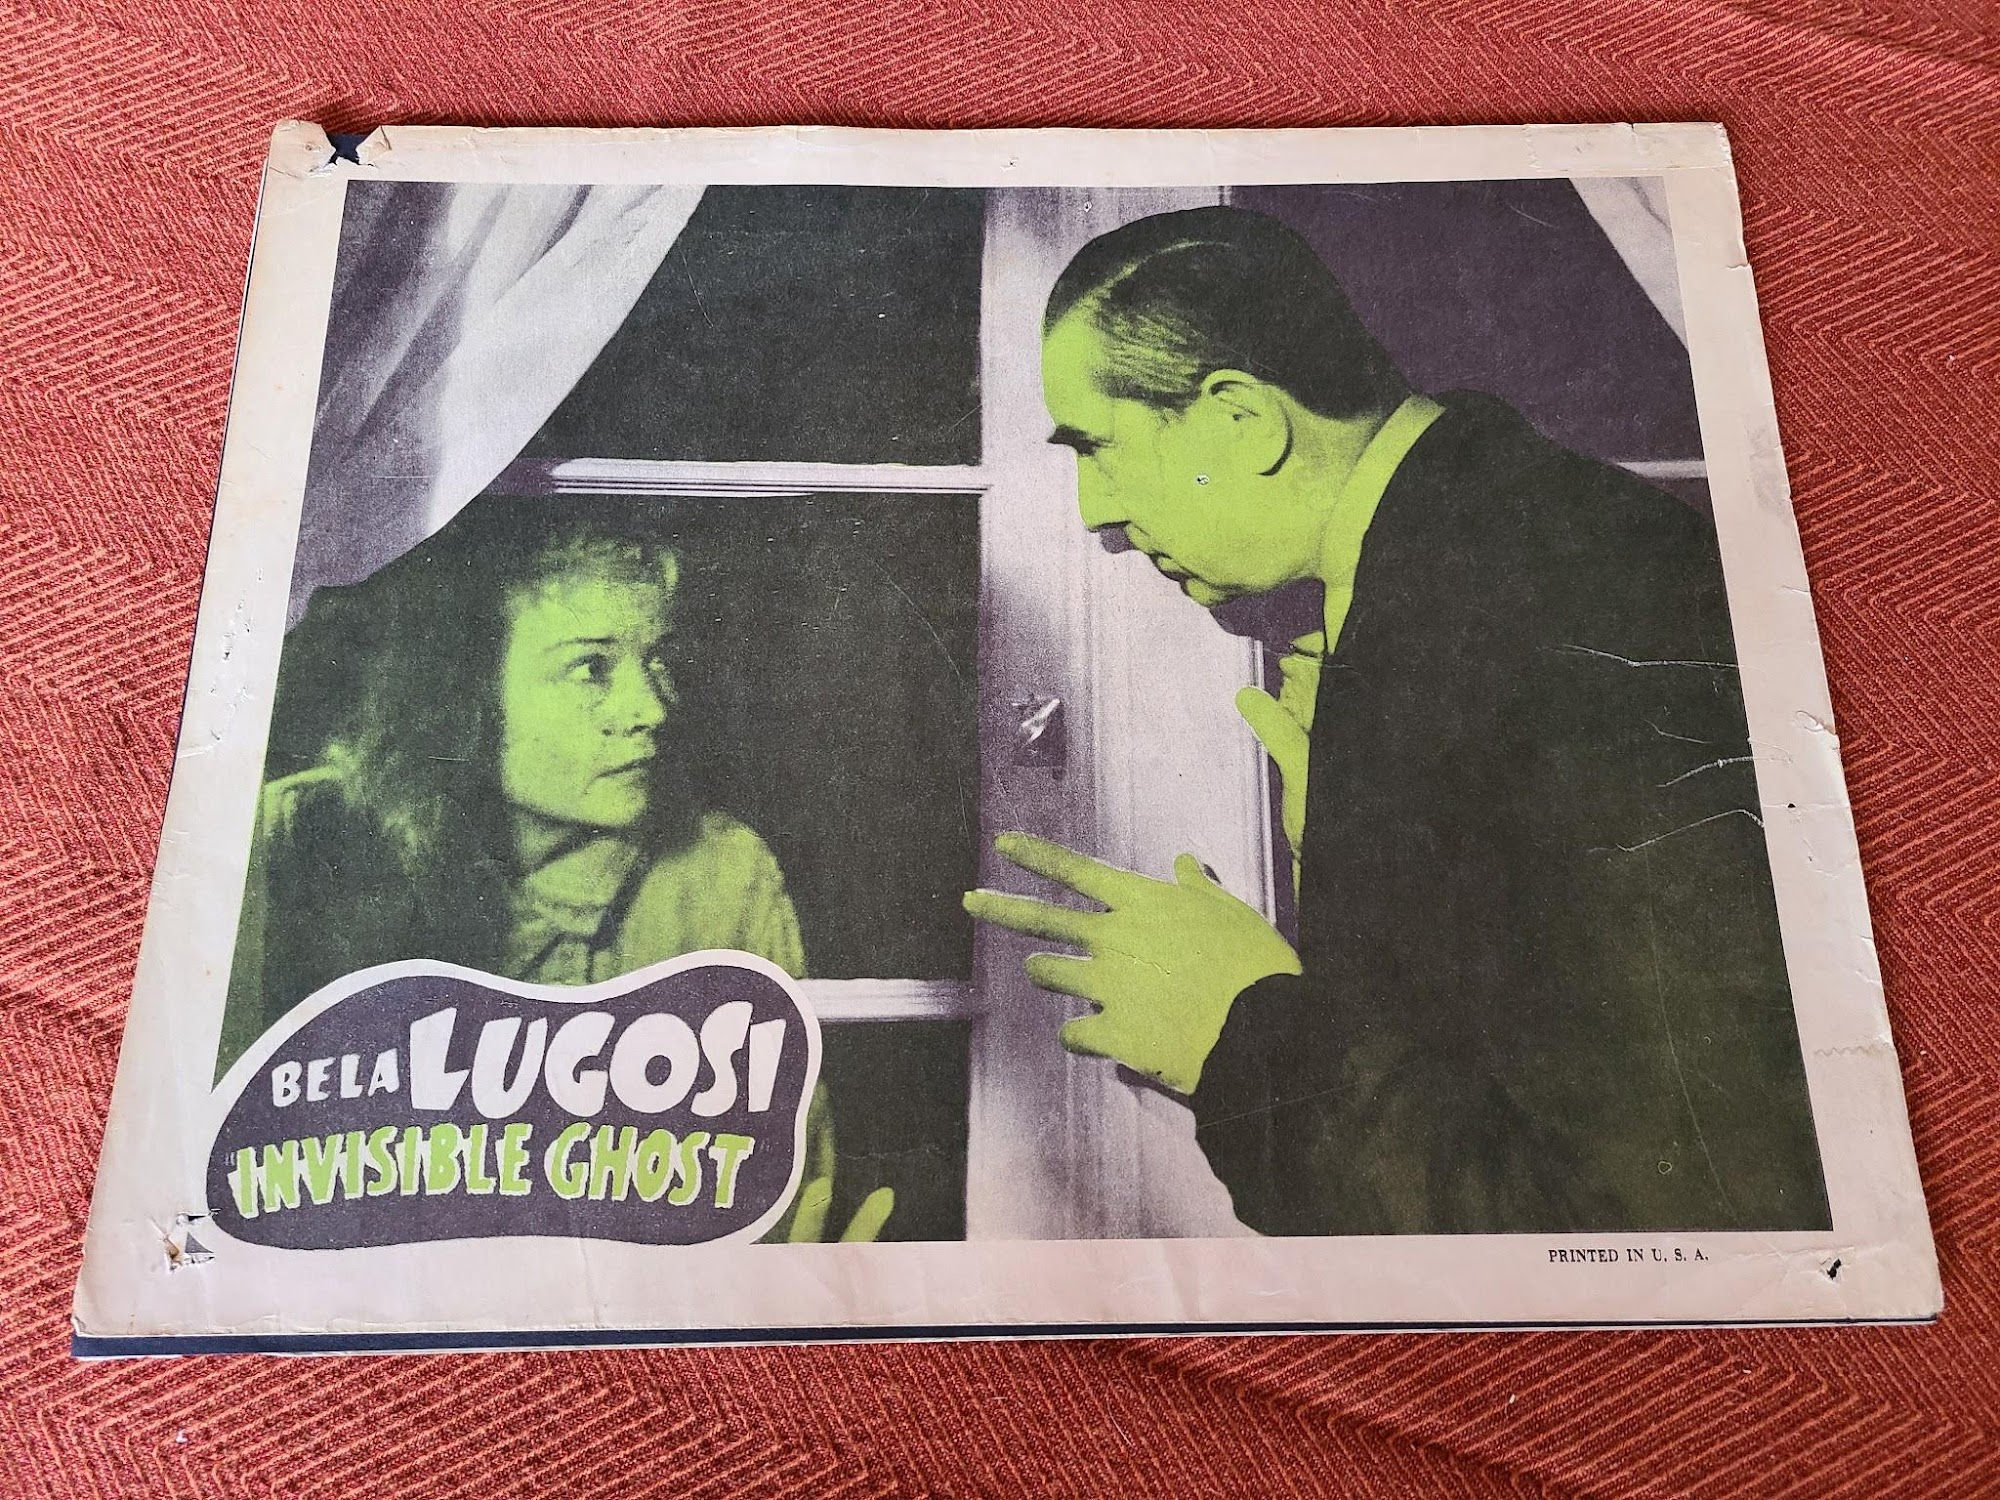 BELA LUGOSI
INVISIBLE GHOST
PRINTED IN U. S. A.